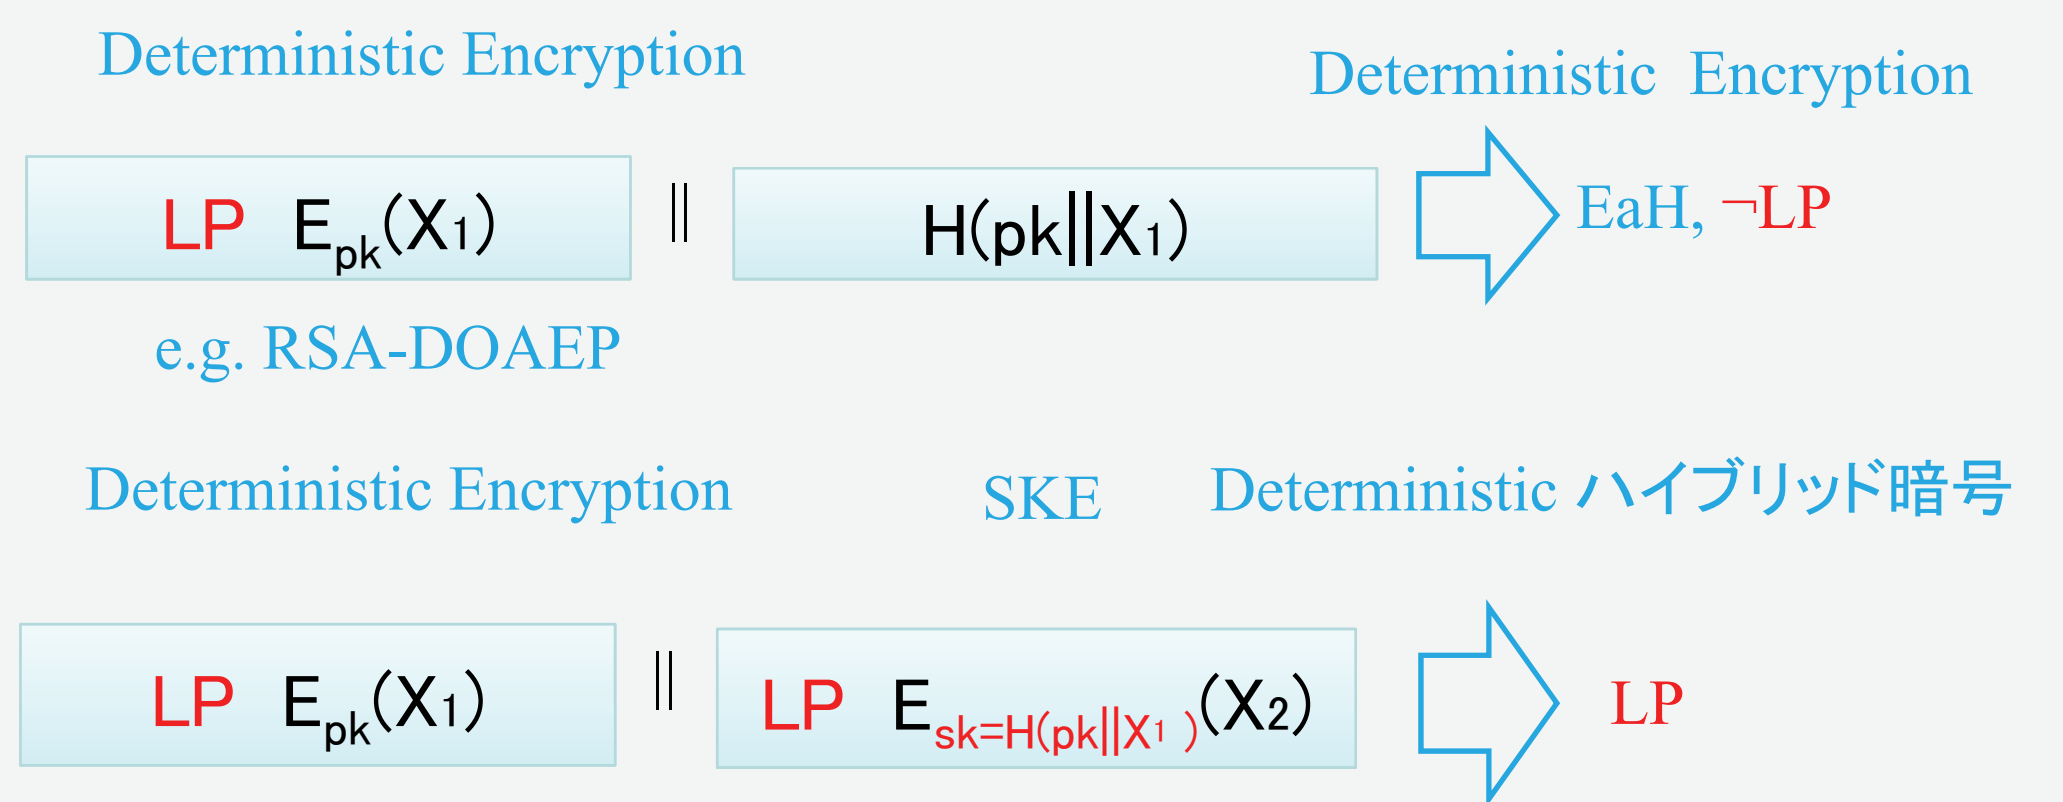 Deterministic Encryption
Deterministic Encryption
LP E_pk(X1) || H(pk||X1) EaH, ¬LP
e.g. RSA-DOAEP
Deterministic Encryption SKE Deterministic ハイブリッド暗号
LP E_pk(X1) || LP E_sk=H(pk||X1 )(X2) LP